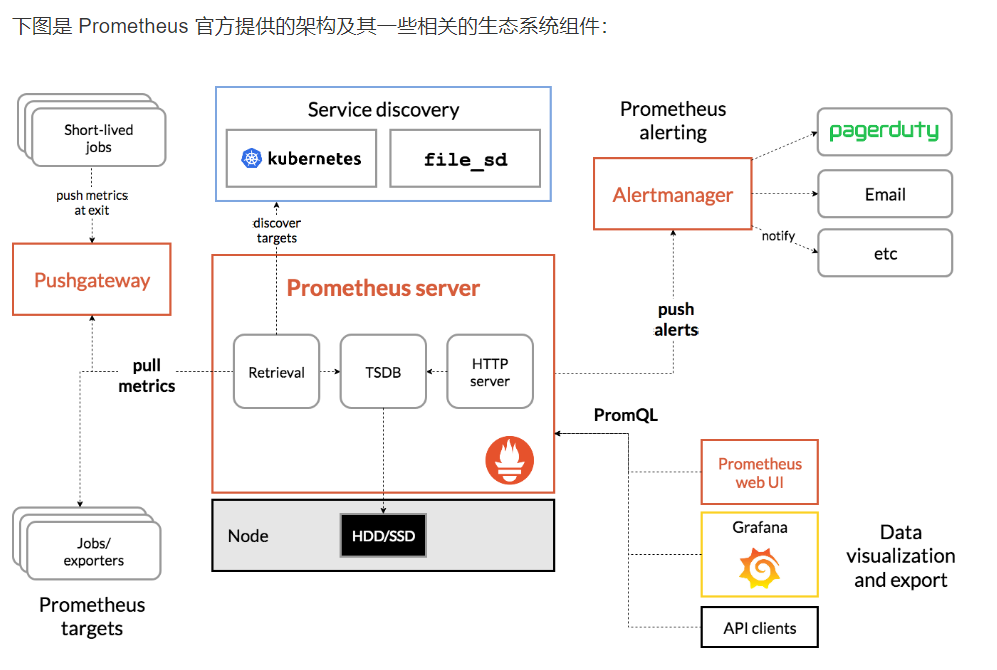 下图是 Prometheus 官方提供的架构及其一些相关的生态系统组件：
Short-lived
jobs
push metrics
at exit
Pushgateway
pull
metrics
Jobs/
exporters
Prometheus
targets
Service discovery
kubernetes
file_sd
discover
targets
Prometheus server
Retrieval
TSDB
HTTP
server
Node
HDD/SSD
Prometheus
alerting
Alertmanager
pagerduty
Email
etc
notify
push
alerts
PromQL
Prometheus
web UI
Grafana
API clients
Data
visualization
and export